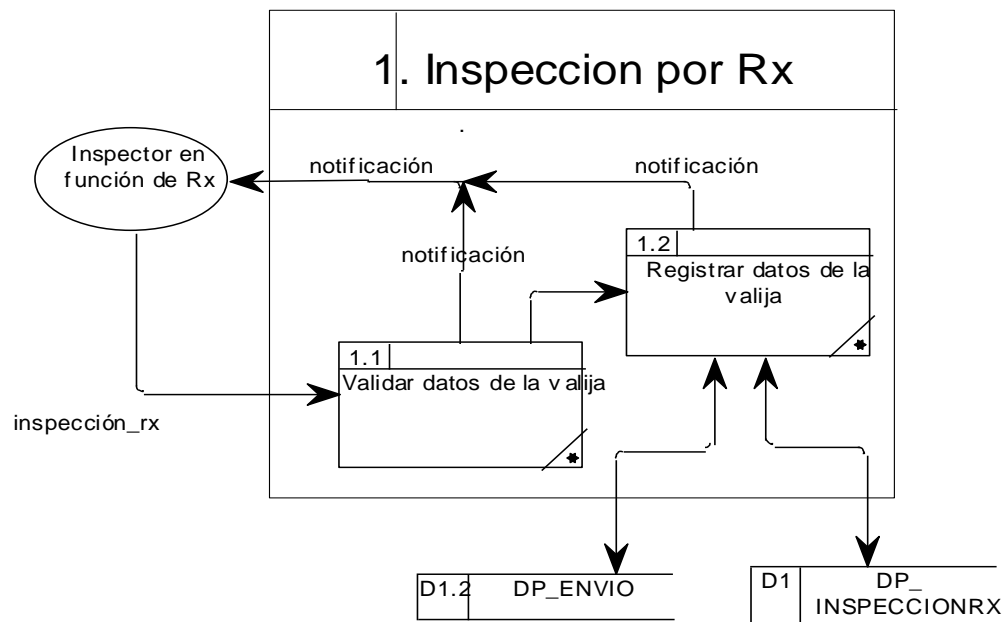 1. Inspeccion por Rx
.
Inspector en
función de Rx
notificación
notificación
notificación
1.2
Registrar datos de la
valija
1.1
Validar datos de la valija
inspección_rx
D1.2
DP_ENVIO
D1
DP_
INSPECCIONRX